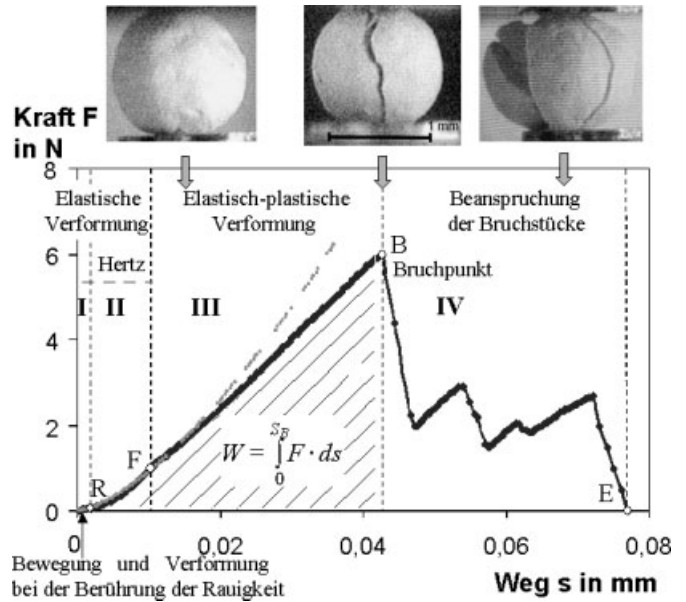 1 mm
Kraft F
in N
8
6
4
2
0
Elastische
Verformung
Elastisch-plastische
Verformung
Beanspruchung
der Bruchstücke
Hertz
I
II
III
IV
B
Bruchpunkt
F
R
E
W = ∫₀^{S_B} F · ds
0
0,02
0,04
0,06
0,08
Bewegung und Verformung
bei der Berührung der Rauigkeit
Weg s in mm